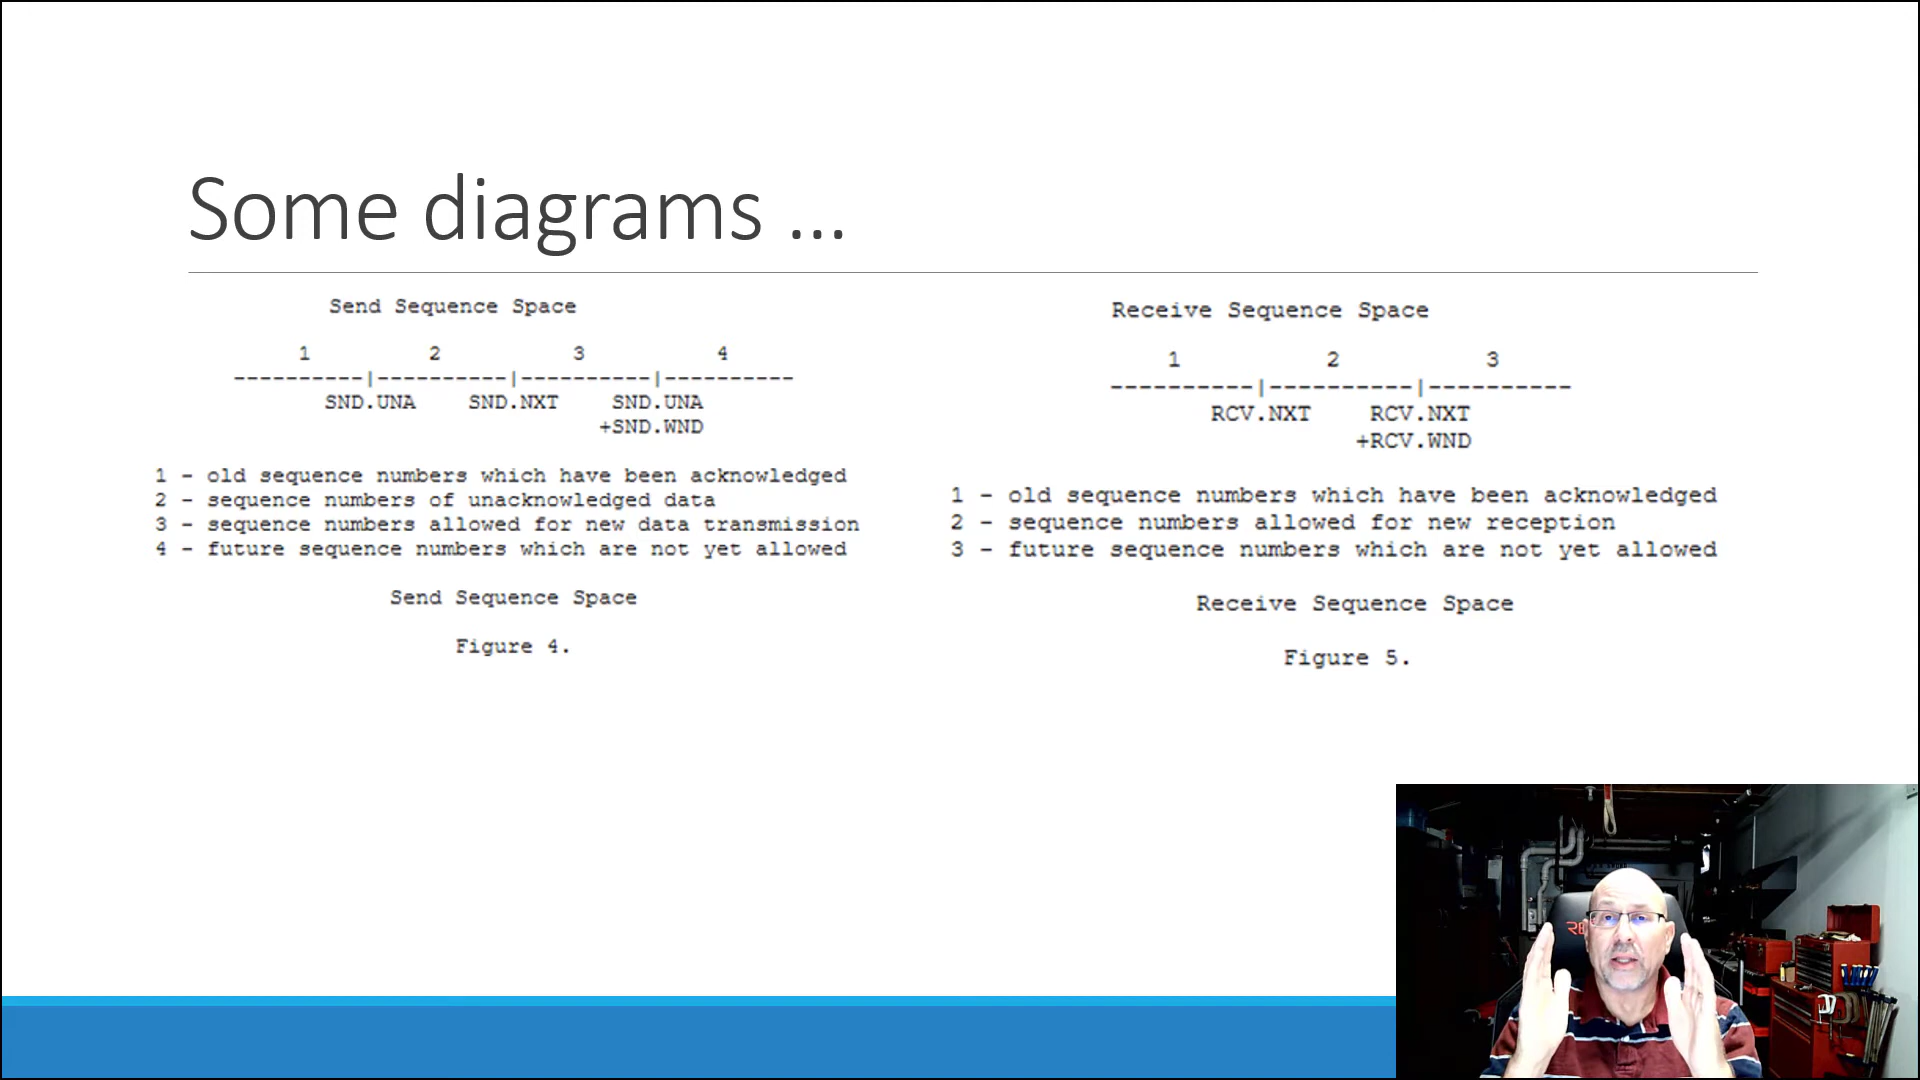 Some diagrams ...
Send Sequence Space
1 2 3 4
----------|----------|----------|----------
SND.UNA SND.NXT SND.UNA
+SND.WND
1 - old sequence numbers which have been acknowledged
2 - sequence numbers of unacknowledged data
3 - sequence numbers allowed for new data transmission
4 - future sequence numbers which are not yet allowed
Send Sequence Space
Figure 4.
Receive Sequence Space
1 2 3
----------|----------|----------
RCV.NXT RCV.NXT
+RCV.WND
1 - old sequence numbers which have been acknowledged
2 - sequence numbers allowed for new reception
3 - future sequence numbers which are not yet allowed
Receive Sequence Space
Figure 5.